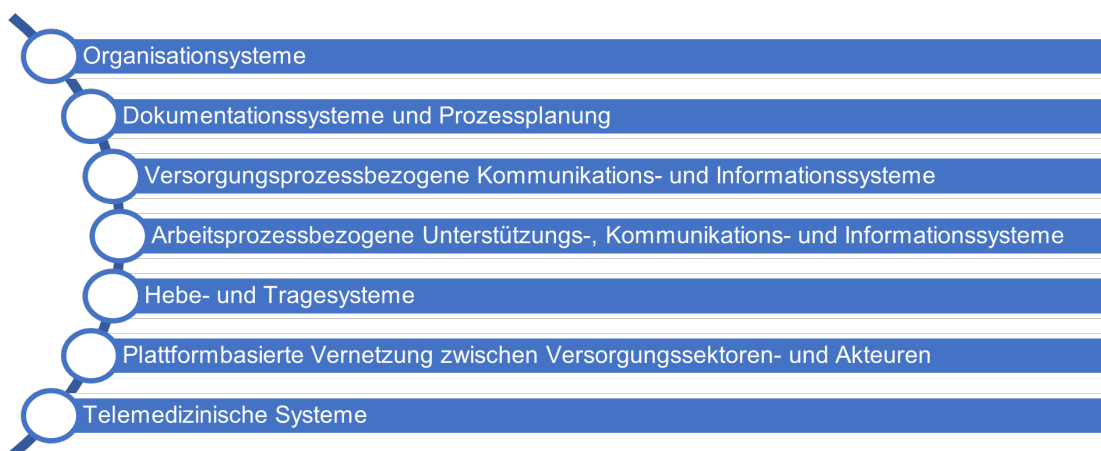 Organisationsysteme
Dokumentationssysteme und Prozessplanung
Versorgungsprozessbezogene Kommunikations- und Informationssysteme
Arbeitsprozessbezogene Unterstützungs-, Kommunikations- und Informationssysteme
Hebe- und Tragesysteme
Plattformbasierte Vernetzung zwischen Versorgungssektoren- und Akteuren
Telemedizinische Systeme